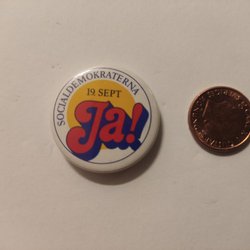 SOCIALDEMOKRATERNA
19. SEPT
Ja!